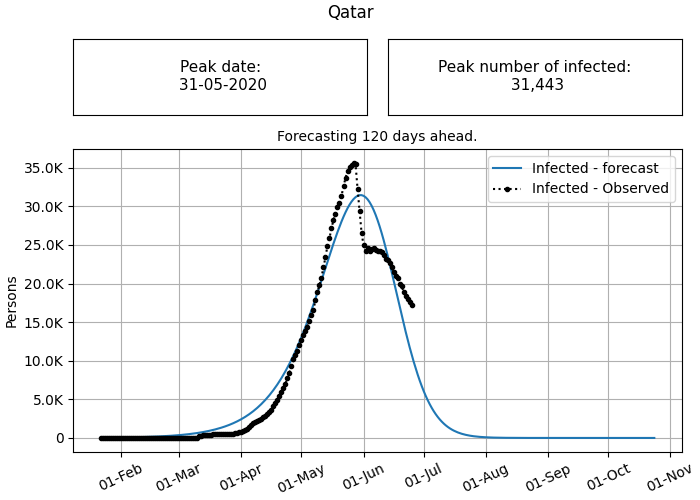 Qatar
Peak date:
31-05-2020
Peak number of infected:
31,443
Forecasting 120 days ahead.
Infected - forecast
Infected - Observed
Persons
35.0K
30.0K
25.0K
20.0K
15.0K
10.0K
5.0K
0
01-Feb
01-Mar
01-Apr
01-May
01-Jun
01-Jul
01-Aug
01-Sep
01-Oct
01-Nov